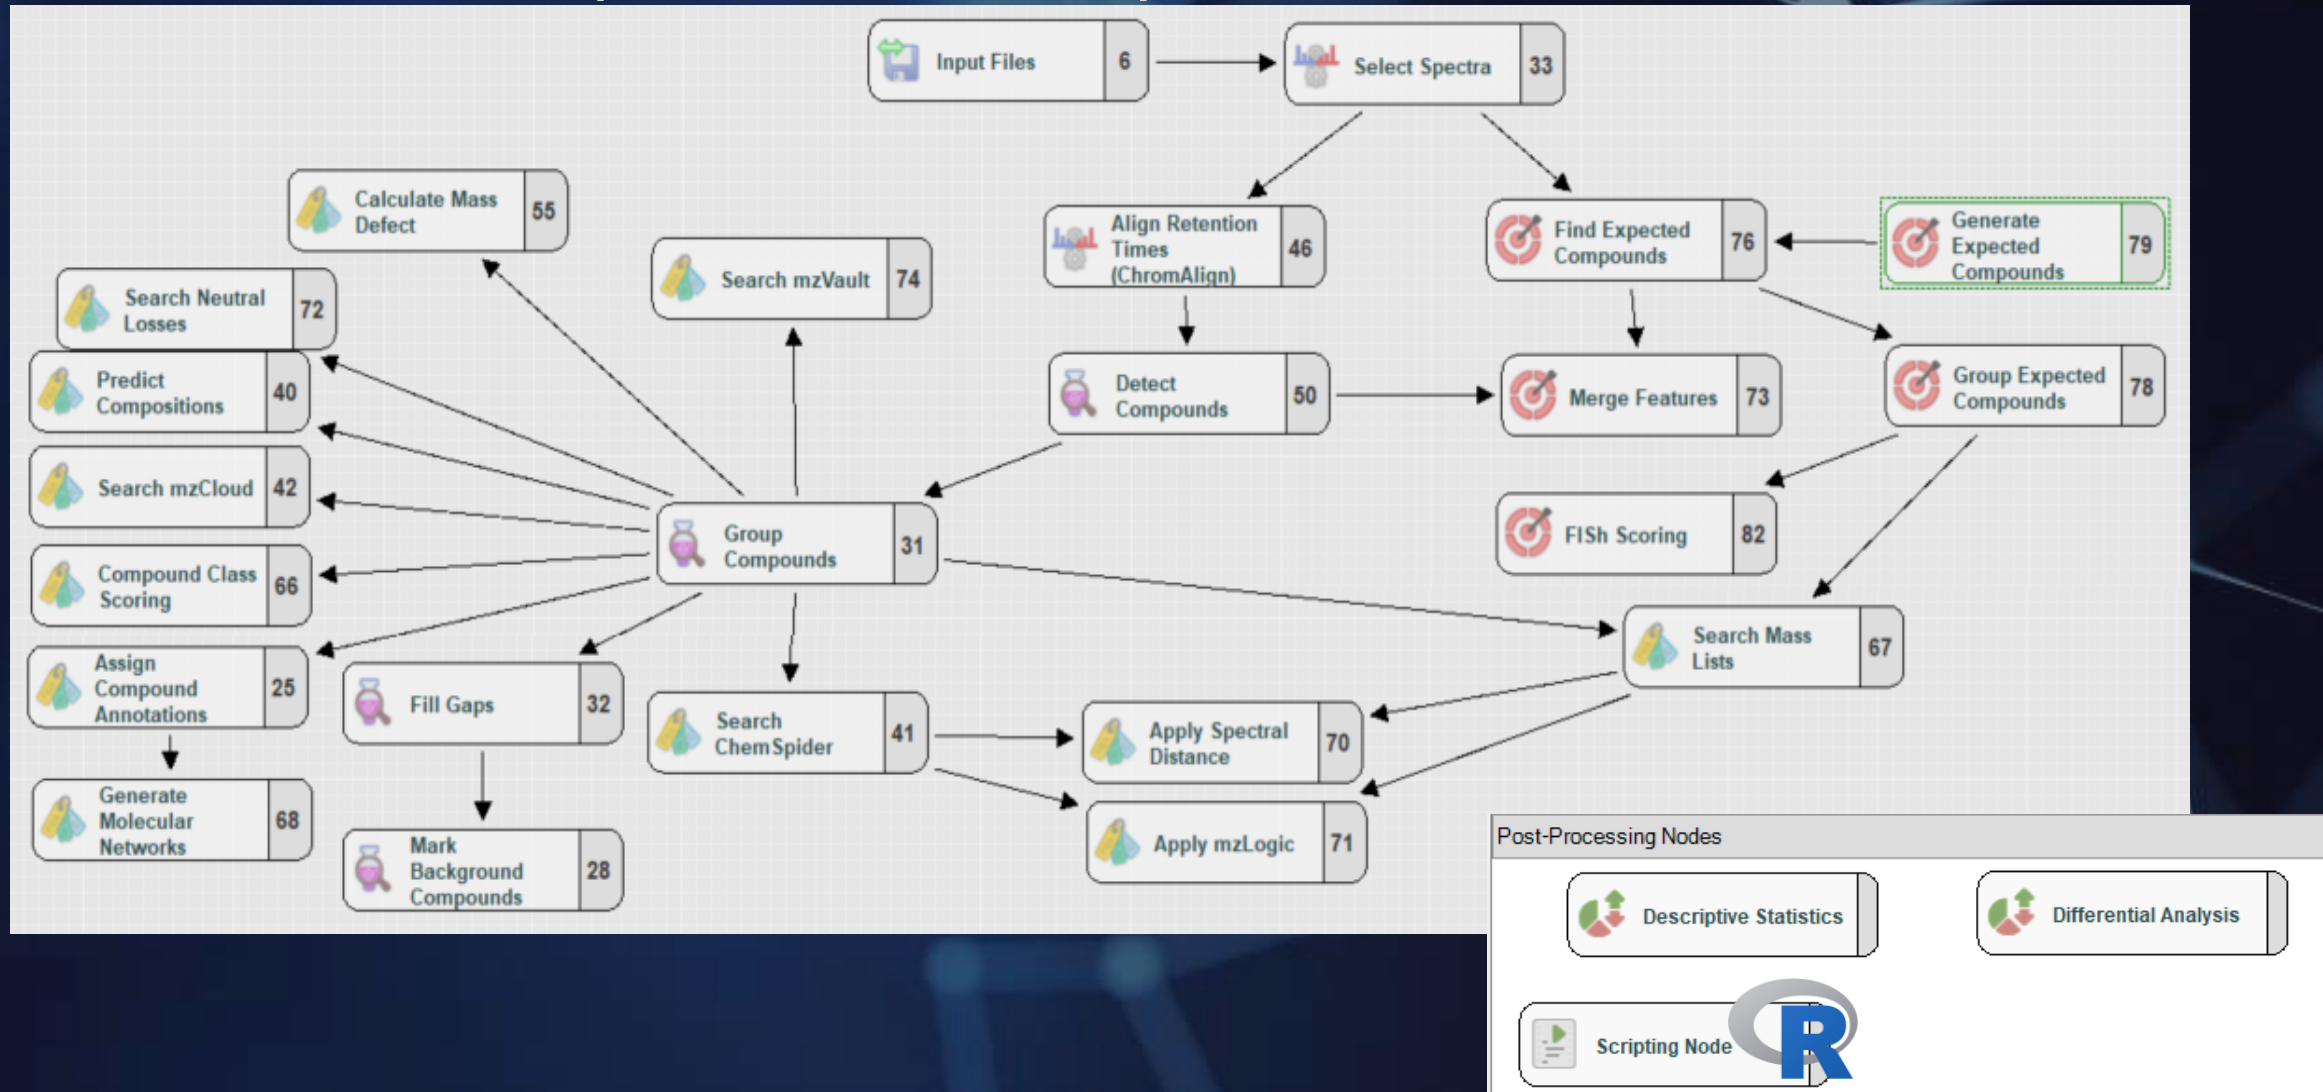 Input Files 6
Select Spectra 33
Calculate Mass
Defect
55
Search mzVault 74
Align Retention
Times
(ChromAlign)
46
Find Expected
Compounds
76
Generate
Expected
Compounds
79
Search Neutral
Losses
72
Predict
Compositions
40
Detect
Compounds
50
Merge Features 73
Group Expected
Compounds
78
Search mzCloud 42
Group
Compounds
31
FISh Scoring 82
Compound Class
Scoring
66
Search Mass
Lists
67
Assign
Compound
Annotations
25
Fill Gaps 32
Search
ChemSpider
41
Apply Spectral
Distance
70
Generate
Molecular
Networks
68
Mark
Background
Compounds
28
Apply mzLogic 71
Post-Processing Nodes
Descriptive Statistics
Differential Analysis
Scripting Node
R